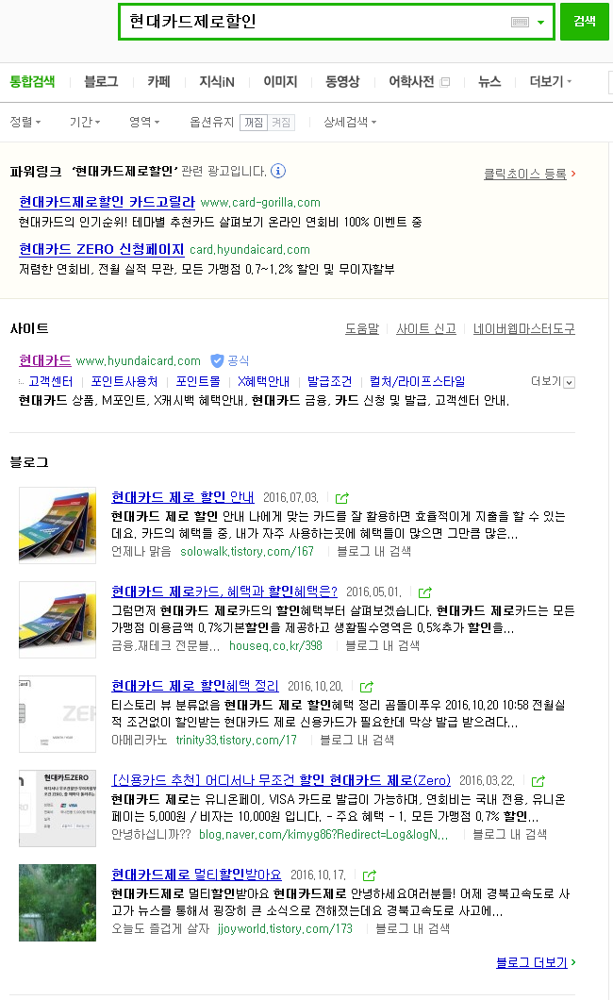 현대카드제로할인 검색
통합검색 블로그 카페 지식iN 이미지 동영상 어학사전 뉴스 더보기
정렬 기간 영역 옵션유지 깨짐 켜짐 상세검색
파워링크 '현대카드제로할인' 관련 광고입니다. 클릭초이스 등록
현대카드제로할인 카드고릴라 www.card-gorilla.com
현대카드의 인기순위! 테마별 추천카드 살펴보기 온라인 연회비 100% 이벤트 중
현대카드 ZERO 신청페이지 card.hyundaicard.com
저렴한 연회비, 전월 실적 무관, 모든 가맹점 0.7~1.2% 할인 및 무이자할부
사이트 도움말 사이트 신고 네이버웹마스터도구
현대카드 www.hyundaicard.com 공식
고객센터 포인트사용처 포인트몰 X혜택안내 발급조건 컬처/라이프스타일 더보기
현대카드 상품, M포인트, X캐시백 혜택안내, 현대카드 금융, 카드 신청 및 발급, 고객센터 안내.
블로그
현대카드 제로 할인 안내 2016.07.03.
현대카드 제로 할인 안내 나에게 맞는 카드를 잘 활용하면 효율적이게 지출을 할 수 있는
데요. 카드의 혜택들 중, 내가 자주 사용하는곳에 혜택들이 많으면 그만큼 많은...
언제나 맑음 solowalk.tistory.com/167 블로그 내 검색
현대카드 제로카드, 혜택과 할인혜택은? 2016.05.01.
그럼먼저 현대카드 제로카드의 할인혜택부터 살펴보겠습니다. 현대카드 제로카드는 모든
가맹점 이용금액 0.7%기본할인을 제공하고 생활필수영역은 0.5%추가 할인을...
금융,재테크 전문블... houseq.co.kr/398 블로그 내 검색
현대카드 제로 할인혜택 정리 2016.10.20.
티스토리 뷰 분류없음 현대카드 제로 할인혜택 정리 곰돌이푸우 2016.10.20 10:58 전월실
적 조건없이 할인받는 현대카드 제로 신용카드가 필요한데 막상 발급 받으려다...
아메리카노 trinity33.tistory.com/17 블로그 내 검색
[신용카드 추천] 어디서나 무조건 할인 현대카드 제로(Zero) 2016.03.22.
현대카드 제로는 유니온페이, VISA 카드로 발급이 가능하며, 연회비는 국내 전용, 유니온
페이는 5,000원 / 비자는 10,000원 입니다. - 주요 혜택 - 1. 모든 가맹점 0.7% 할인...
안녕하십니까?? blog.naver.com/kimyg86?Redirect=Log&logN... 블로그 내 검색
현대카드ZERO
현대카드제로 멀티할인받아요 2016.10.17.
현대카드제로 멀티할인받아요 현대카드제로 안녕하세요여러분들! 어제 경북고속도로 사
고가 뉴스를 통해서 굉장히 큰 소식으로 전해졌는데요 경북고속도로 사고에...
오늘도 즐겁게 살자 jjoyworld.tistory.com/173 블로그 내 검색
블로그 더보기